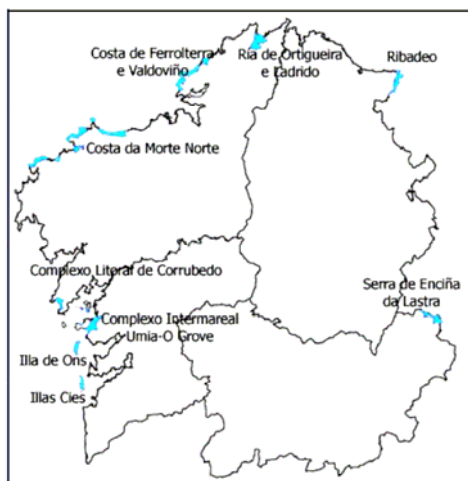 Costa de Ferrolterra
e Valdoviño
Ría de Ortigueira
e Ladrido
Ribadeo
Costa da Morte Norte
Complexo Litoral de Corrubedo
Serra de Enciña
da Lastra
Complexo Intermareal
Umia-O Grove
Illa de Ons
Illas Cies